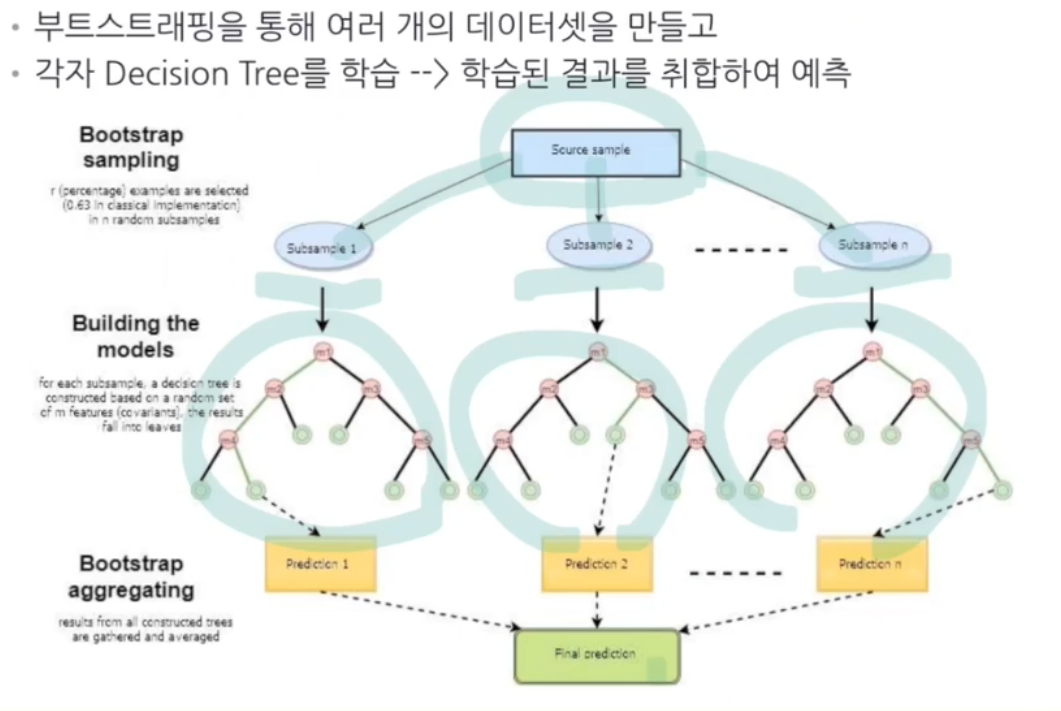 • 부트스트래핑을 통해 여러 개의 데이터셋을 만들고
• 각자 Decision Tree를 학습 --> 학습된 결과를 취합하여 예측
Bootstrap
sampling
r (percentage) examples are selected
(0.63 in classical implementation)
in n random subsamples
Source sample
Subsample 1
Subsample 2
Subsample n
Building the
models
for each subsample, a decision tree is
constructed based on a random set
of m features (covariants), the results
fall into leaves
m1
m2
m3
m4
m5
m1
m2
m3
m4
m5
m1
m2
m3
m4
m5
Bootstrap
aggregating
results from all constructed trees
are gathered and averaged
Prediction 1
Prediction 2
Prediction n
Final prediction